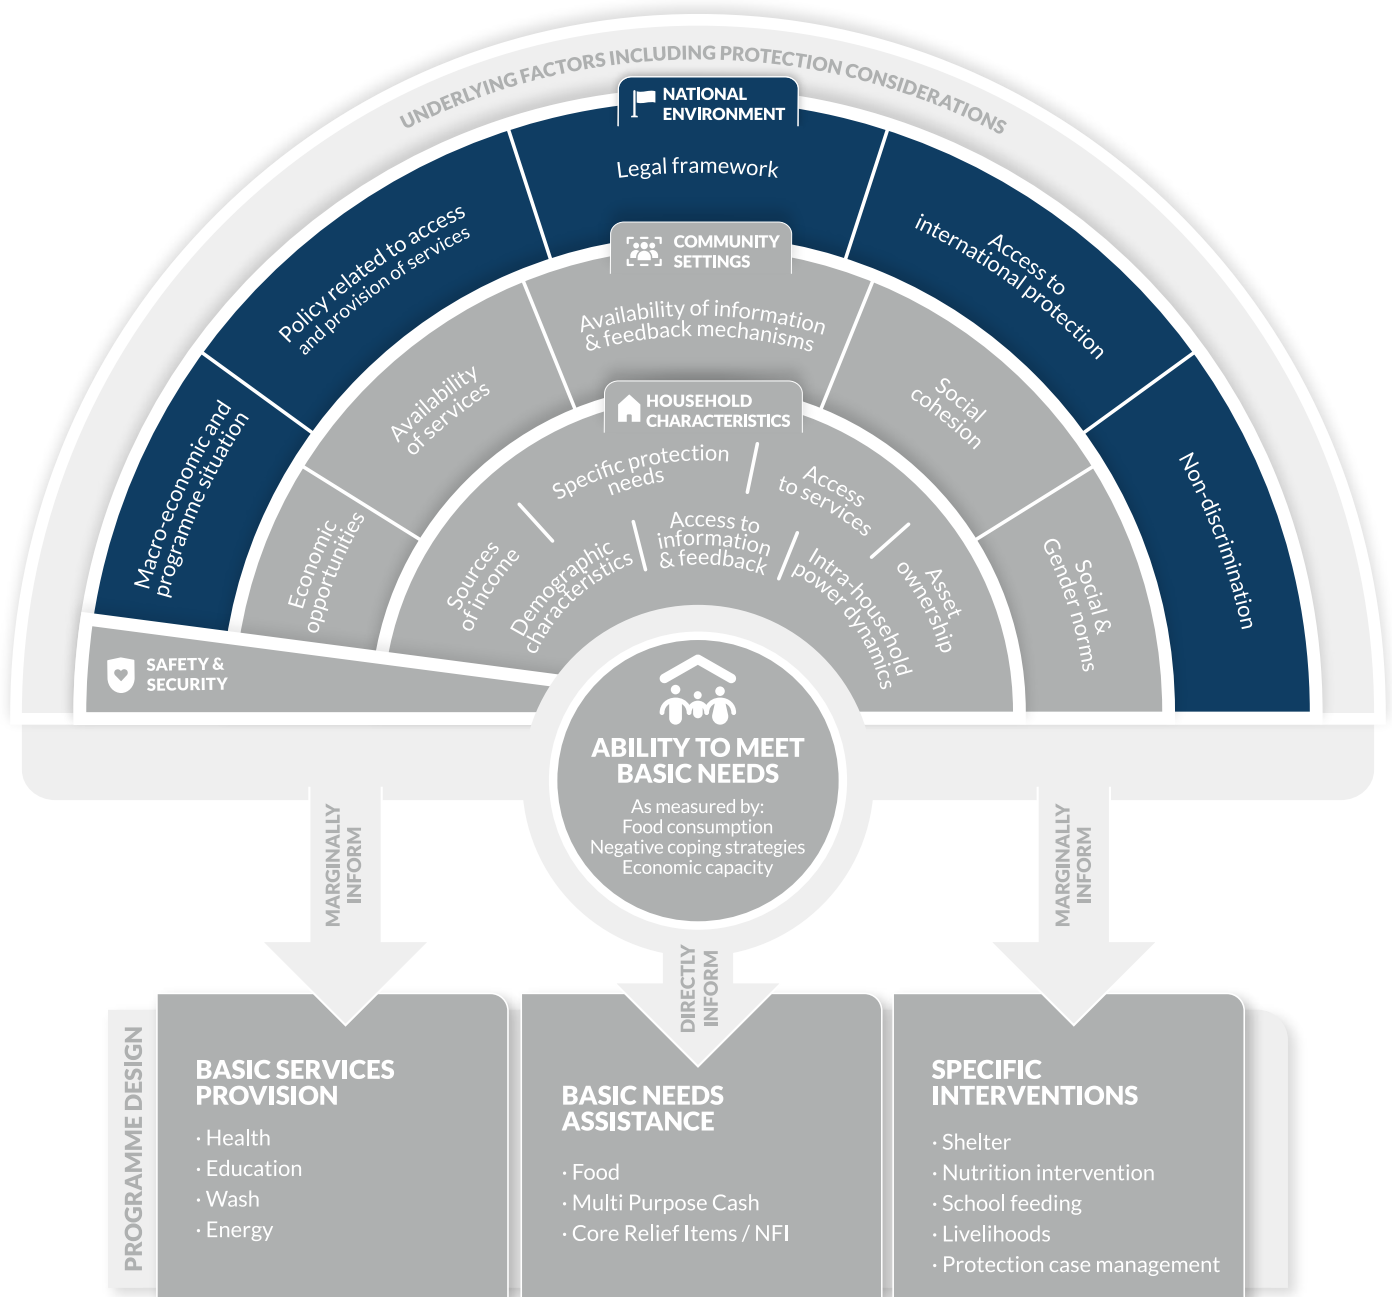 UNDERLYING FACTORS INCLUDING PROTECTION CONSIDERATIONS
NATIONAL
ENVIRONMENT
Macro-economic and
programme situation
Policy related to access
and provision of services
Legal framework
Access to
international protection
Non-discrimination
COMMUNITY
SETTINGS
Economic
opportunities
Availability
of services
Availability of information
& feedback mechanisms
Social
cohesion
Social &
Gender norms
HOUSEHOLD
CHARACTERISTICS
Sources
of income
Specific protection
needs
Access
to services
Asset
ownership
Demographic
characteristics
Access to
information
& feedback
Intra-household
power dynamics
SAFETY &
SECURITY
ABILITY TO MEET
BASIC NEEDS
As measured by:
Food consumption
Negative coping strategies
Economic capacity
MARGINALLY
INFORM
DIRECTLY
INFORM
MARGINALLY
INFORM
PROGRAMME DESIGN
BASIC SERVICES
PROVISION
· Health
· Education
· Wash
· Energy
BASIC NEEDS
ASSISTANCE
· Food
· Multi Purpose Cash
· Core Relief Items / NFI
SPECIFIC
INTERVENTIONS
· Shelter
· Nutrition intervention
· School feeding
· Livelihoods
· Protection case management